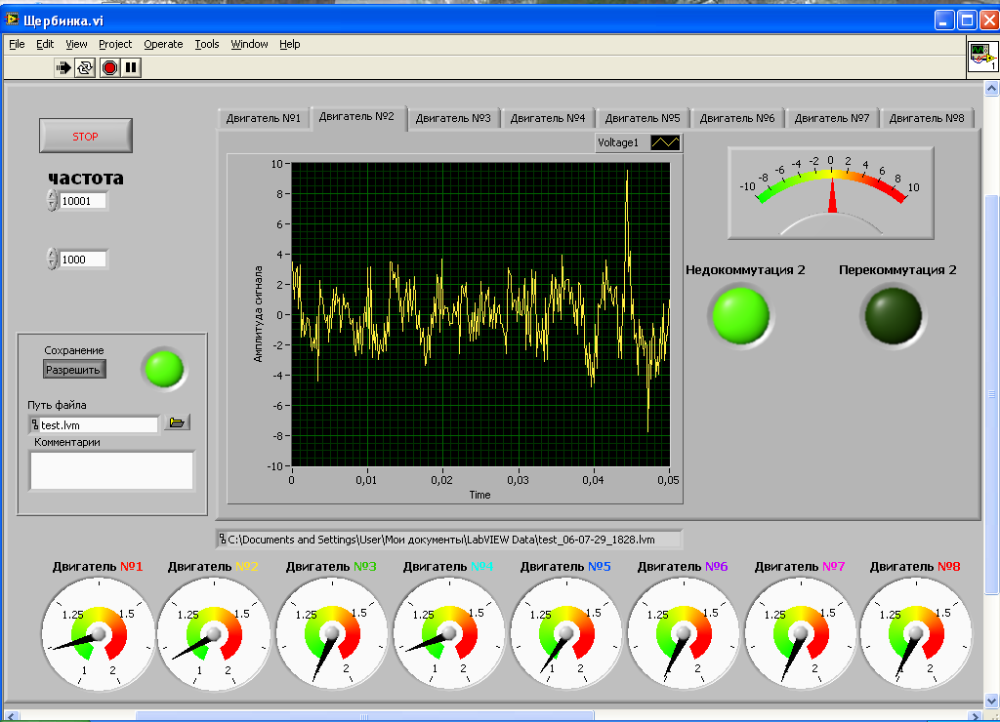 Щербинка.vi
File Edit View Project Operate Tools Window Help
1
STOP
частота
10001
1000
Сохранение
Разрешить
Путь файла
test.lvm
Комментарии
Двигатель №1 Двигатель №2 Двигатель №3 Двигатель №4 Двигатель №5 Двигатель №6 Двигатель №7 Двигатель №8
Voltage1
Амплитуда сигнала
10
8
6
4
2
0
-2
-4
-6
-8
-10
0 0,01 0,02 0,03 0,04 0,05
Time
-10 -8 -6 -4 -2 0 2 4 6 8 10
Недокоммутация 2 Перекоммутация 2
C:\Documents and Settings\User\Мои документы\LabVIEW Data\test_06-07-29_1828.lvm
Двигатель №1 Двигатель №2 Двигатель №3 Двигатель №4 Двигатель №5 Двигатель №6 Двигатель №7 Двигатель №8
1.25 1.5 1.25 1.5 1.25 1.5 1.25 1.5 1.25 1.5 1.25 1.5 1.25 1.5 1.25 1.5
1 2 1 2 2 1 2 2 2 2 2